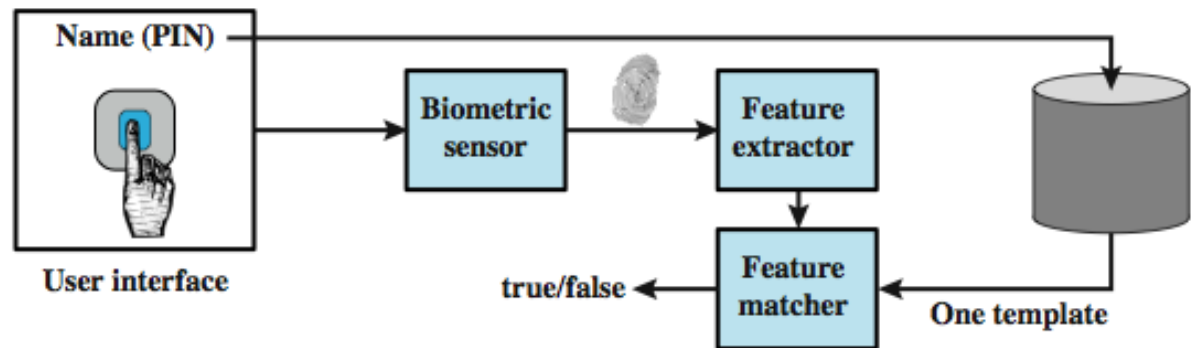 Name (PIN)
Biometric
sensor
Feature
extractor
User interface
true/false
Feature
matcher
One template